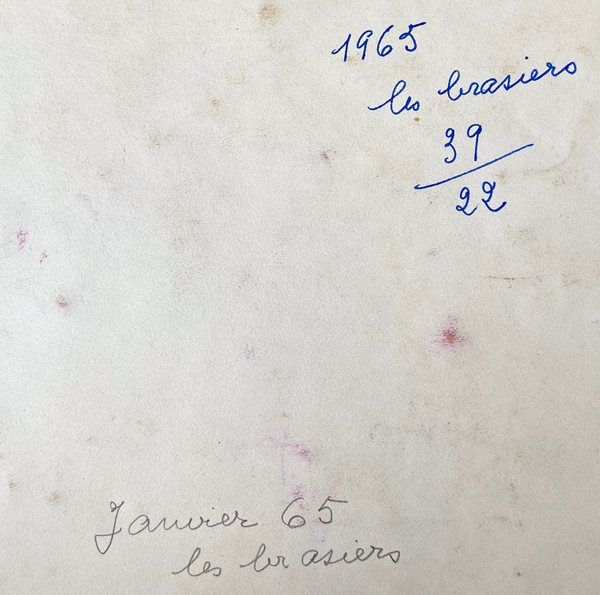 1965
les brasiers
39
22
Janvier 65
les brasiers